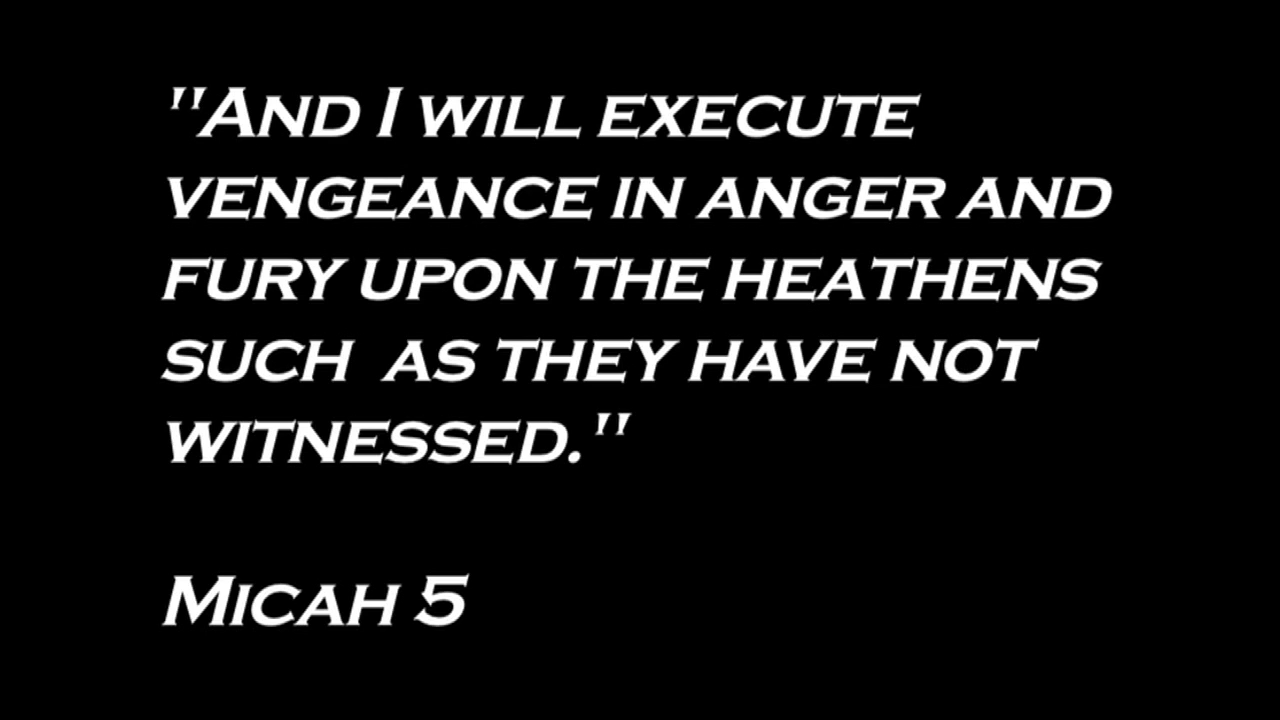 "And I will execute
vengeance in anger and
fury upon the heathens
such  as they have not
witnessed."
Micah 5